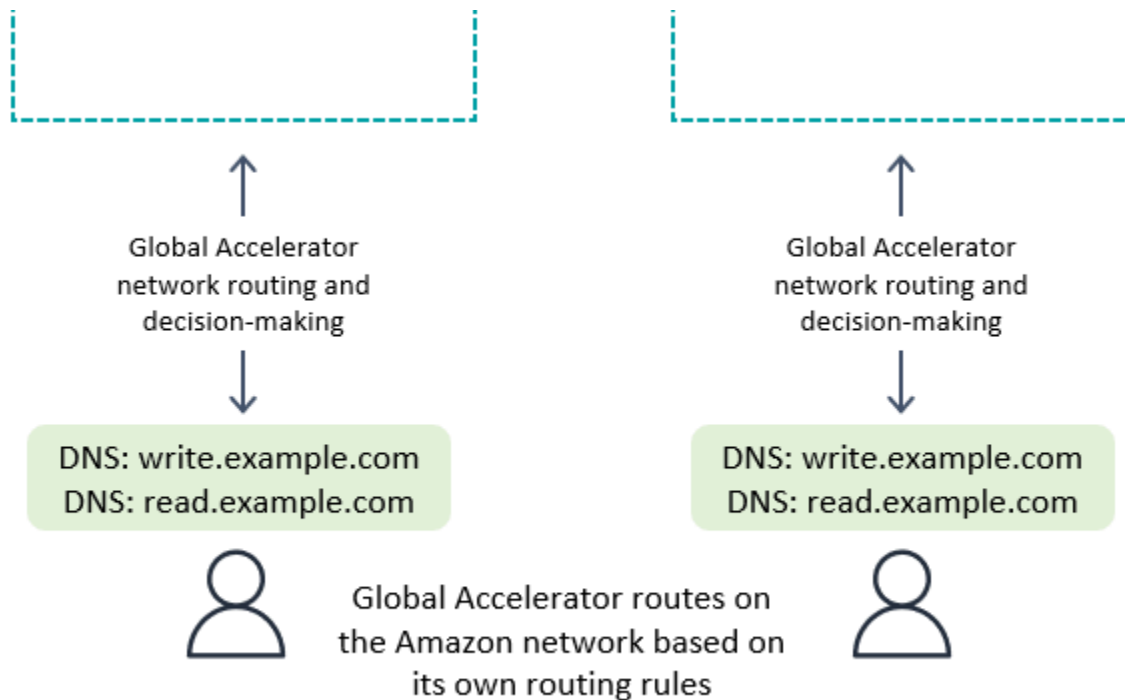 Global Accelerator
network routing and
decision-making
Global Accelerator
network routing and
decision-making
DNS: write.example.com
DNS: read.example.com
DNS: write.example.com
DNS: read.example.com
Global Accelerator routes on
the Amazon network based on
its own routing rules